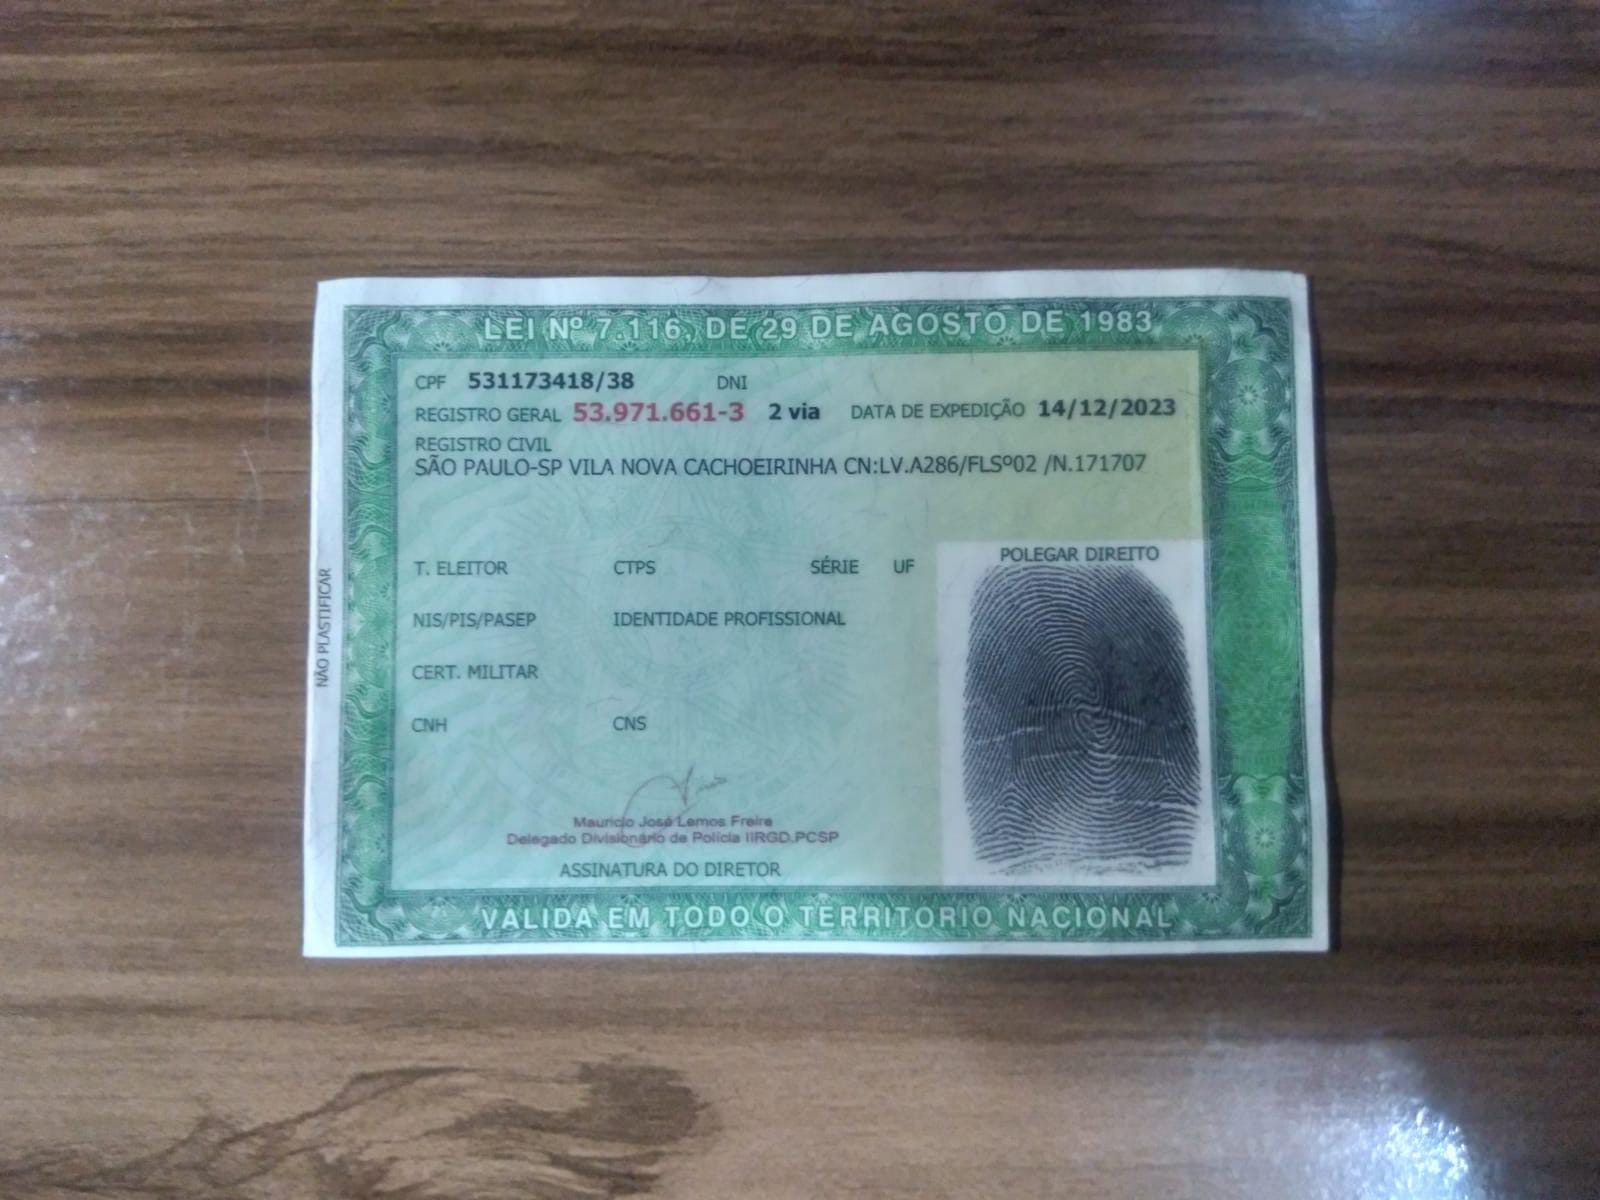 LEI Nº 7.116, DE 29 DE AGOSTO DE 1983
CPF 531173418/38 DNI
REGISTRO GERAL 53.971.661-3 2 via DATA DE EXPEDIÇÃO 14/12/2023
REGISTRO CIVIL
SÃO PAULO-SP VILA NOVA CACHOEIRINHA CN:LV.A286/FLSº02 /N.171707
POLEGAR DIREITO
T. ELEITOR CTPS SÉRIE UF
NIS/PIS/PASEP IDENTIDADE PROFISSIONAL
CERT. MILITAR
CNH CNS
Mauricio José Lemos Freire
Delegado Divisionário de Polícia IIRGD.PCSP
ASSINATURA DO DIRETOR
VALIDA EM TODO O TERRITORIO NACIONAL
NÃO PLASTIFICAR